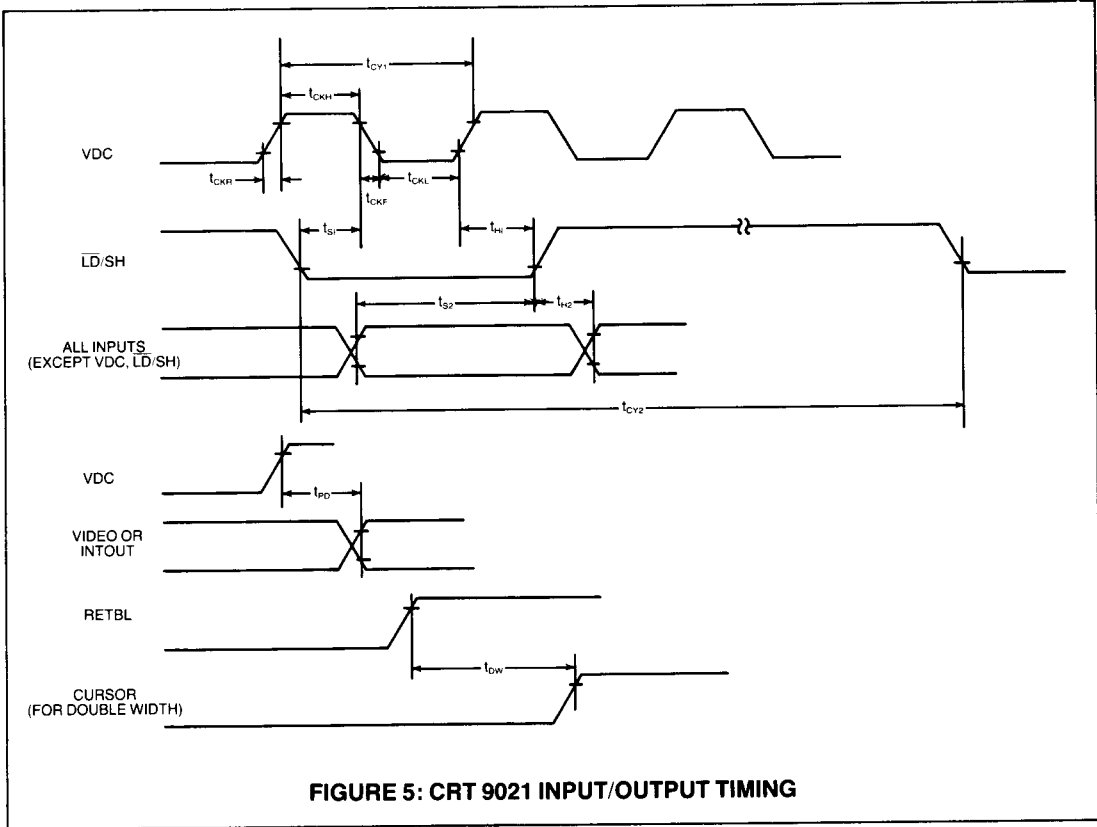 tCY1
tCKH
VDC
tCKR
tCKF
tCKL
tS1
tH1
LD/SH
tS2
tH2
ALL INPUTS
(EXCEPT VDC, LD/SH)
tCY2
VDC
tPD
VIDEO OR
INTOUT
RETBL
tDW
CURSOR
(FOR DOUBLE WIDTH)
FIGURE 5: CRT 9021 INPUT/OUTPUT TIMING